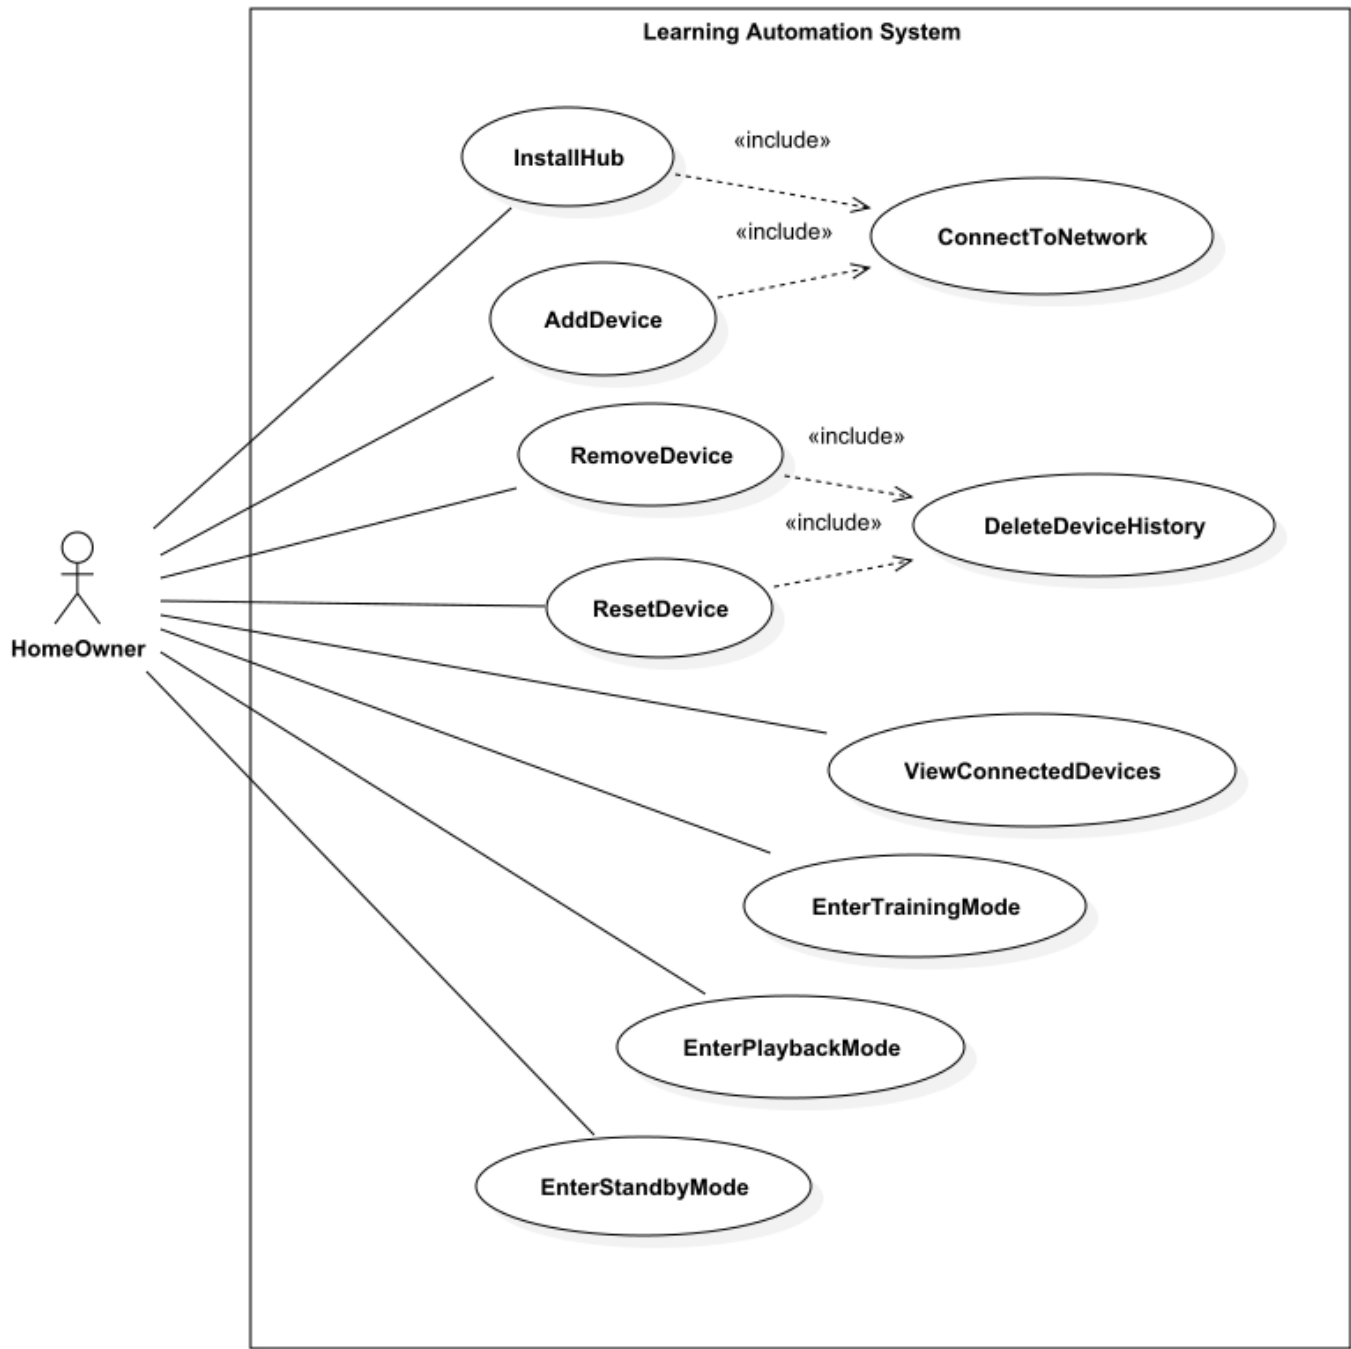 Learning Automation System
InstallHub
«include»
ConnectToNetwork
«include»
AddDevice
RemoveDevice
«include»
DeleteDeviceHistory
«include»
ResetDevice
HomeOwner
ViewConnectedDevices
EnterTrainingMode
EnterPlaybackMode
EnterStandbyMode